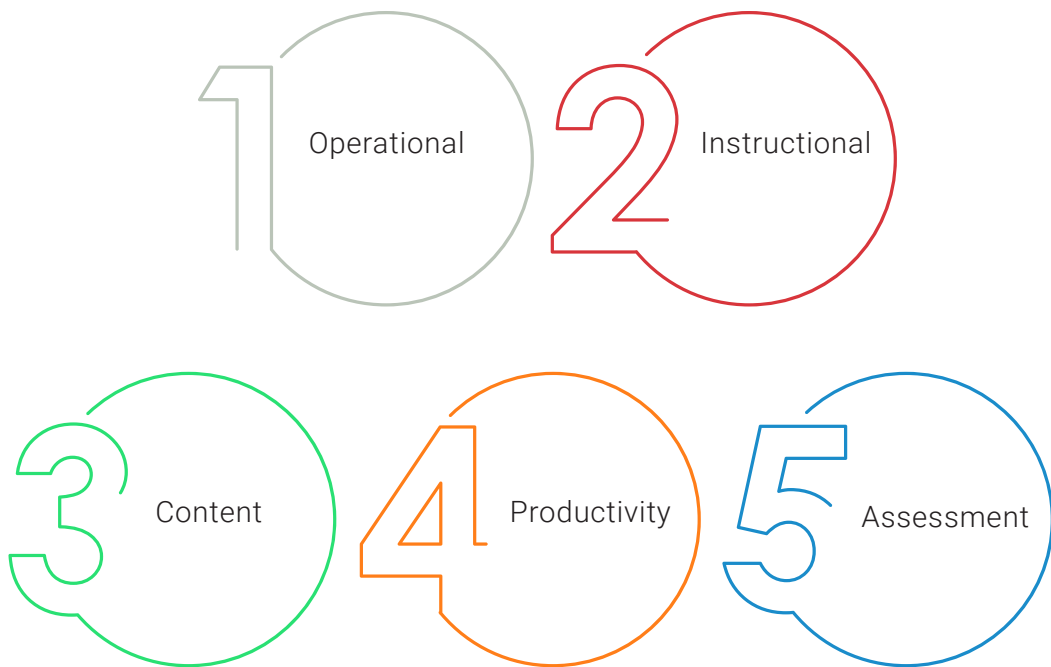 1 Operational
2 Instructional
3 Content
4 Productivity
5 Assessment